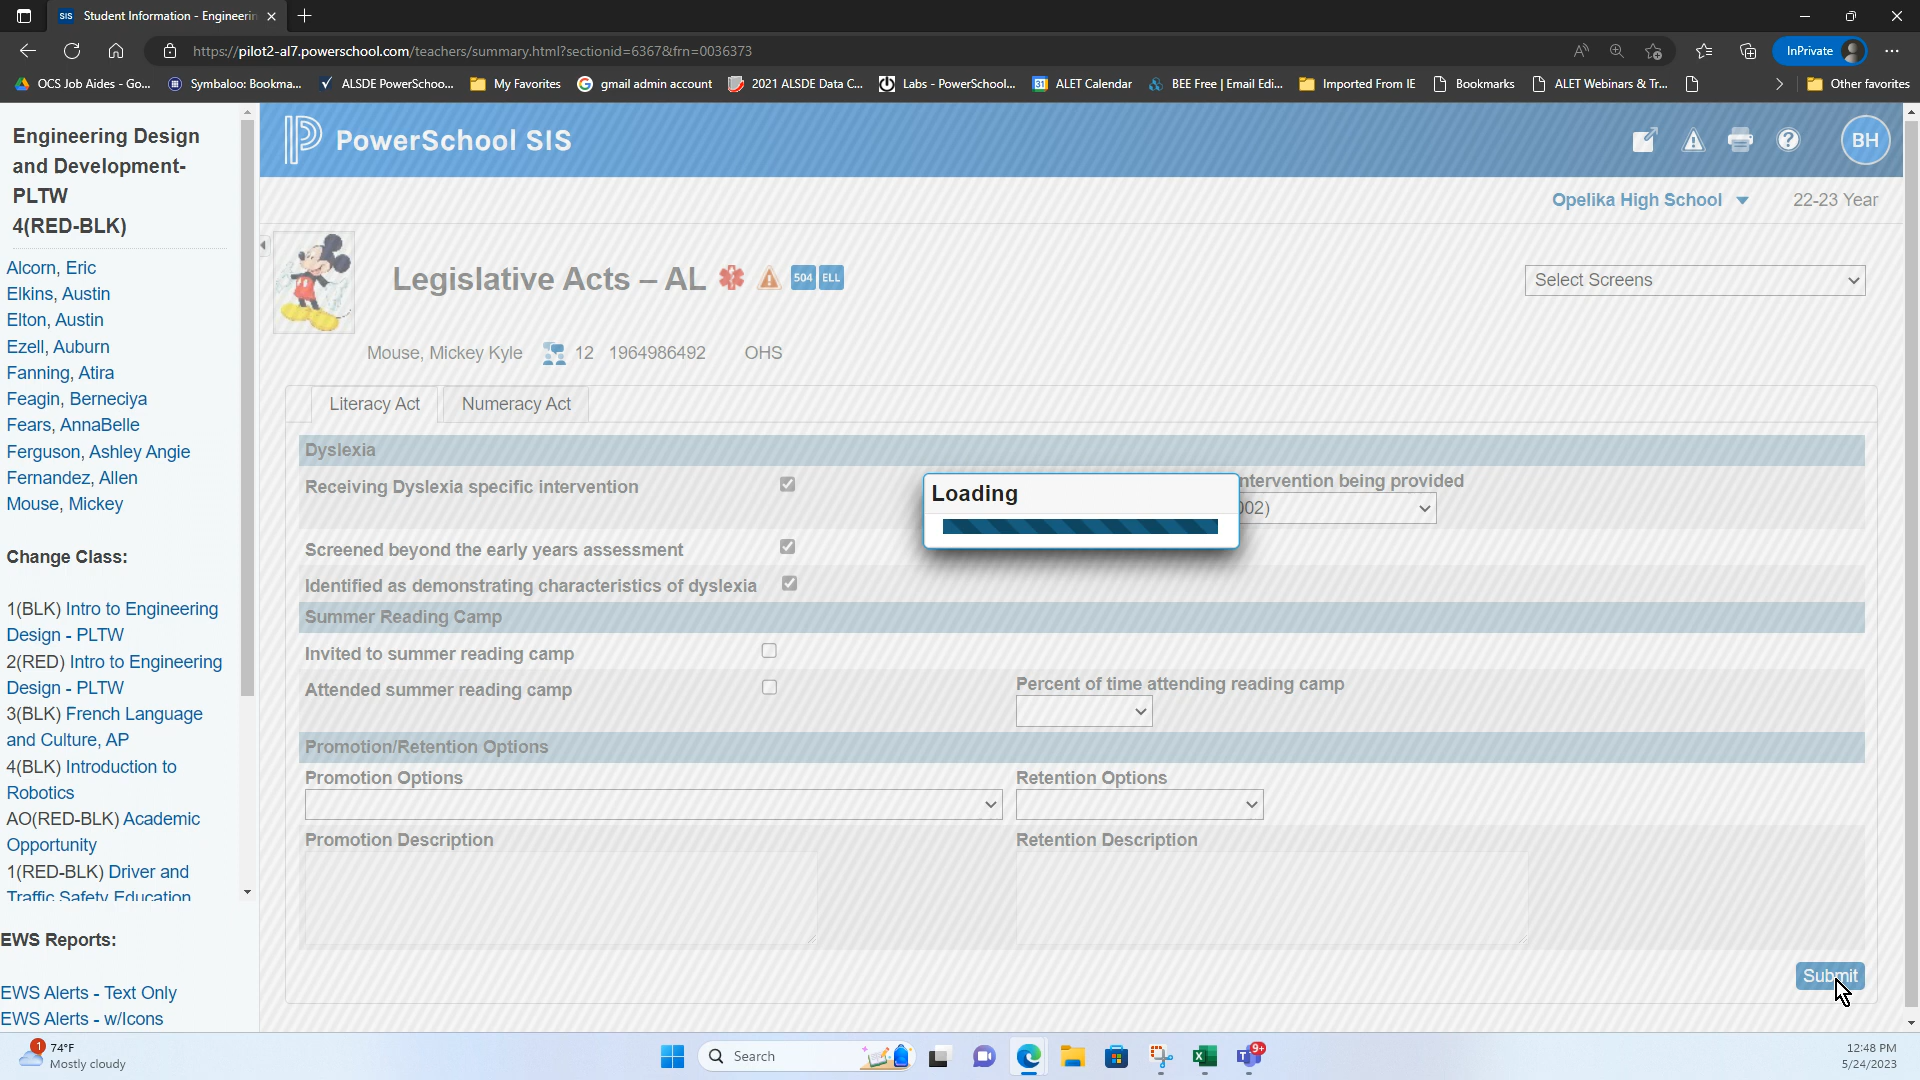 SIS Student Information - Engineerin
https://pilot2-al7.powerschool.com/teachers/summary.html?sectionid=6367&frn=0036373
InPrivate
OCS Job Aides - Go...
Symbaloo: Bookma...
ALSDE PowerSchoo...
My Favorites
gmail admin account
2021 ALSDE Data C...
Labs - PowerSchool...
ALET Calendar
BEE Free | Email Edi...
Imported From IE
Bookmarks
ALET Webinars & Tr...
Other favorites
Engineering Design
and Development-
PLTW
4(RED-BLK)
Alcorn, Eric
Elkins, Austin
Elton, Austin
Ezell, Auburn
Fanning, Atira
Feagin, Berneciya
Fears, AnnaBelle
Ferguson, Ashley Angie
Fernandez, Allen
Mouse, Mickey
Change Class:
1(BLK) Intro to Engineering
Design - PLTW
2(RED) Intro to Engineering
Design - PLTW
3(BLK) French Language
and Culture, AP
4(BLK) Introduction to
Robotics
AO(RED-BLK) Academic
Opportunity
1(RED-BLK) Driver and
Traffic Safety Education
EWS Reports:
EWS Alerts - Text Only
EWS Alerts - w/Icons
PowerSchool SIS
BH
Opelika High School
22-23 Year
Legislative Acts – AL
504 ELL
Select Screens
Mouse, Mickey Kyle 12 1964986492 OHS
Literacy Act
Numeracy Act
Dyslexia
Receiving Dyslexia specific intervention
ntervention being provided
002)
Loading
Screened beyond the early years assessment
Identified as demonstrating characteristics of dyslexia
Summer Reading Camp
Invited to summer reading camp
Attended summer reading camp
Percent of time attending reading camp
Promotion/Retention Options
Promotion Options
Retention Options
Promotion Description
Retention Description
Submit
1
74°F
Mostly cloudy
Search
9+
12:48 PM
5/24/2023